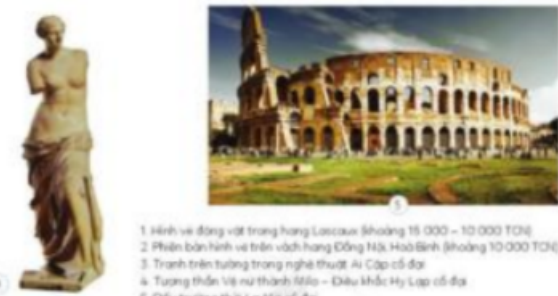 5
1. Hình vẽ động vật trong hang Lascaux (khoảng 15 000 – 10 000 TCN)
2. Phiên bản hình vẽ trên vách hang Đồng Nội, Hoà Bình (khoảng 10 000 TCN)
3. Tranh trên tường trong nghệ thuật Ai Cập cổ đại
4. Tượng thần Vệ nữ thành Milo – Điêu khắc Hy Lạp cổ đại